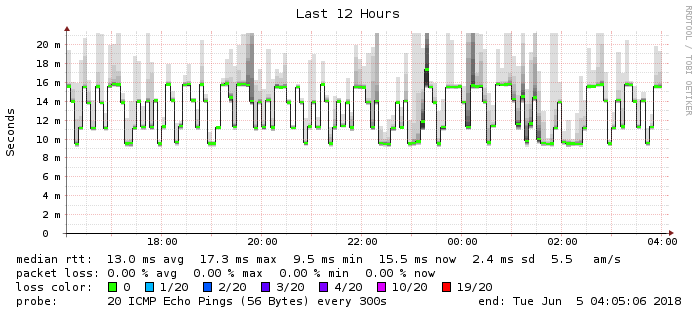 Last 12 Hours
RRDTOOL / TOBI OETIKER
Seconds
20 m
18 m
16 m
14 m
12 m
10 m
8 m
6 m
4 m
2 m
0
18:00 20:00 22:00 00:00 02:00 04:00
median rtt: 13.0 ms avg 17.3 ms max 9.5 ms min 15.5 ms now 2.4 ms sd 5.5 am/s
packet loss: 0.00 % avg 0.00 % max 0.00 % min 0.00 % now
loss color: 0 1/20 2/20 3/20 4/20 10/20 19/20
probe: 20 ICMP Echo Pings (56 Bytes) every 300s end: Tue Jun 5 04:05:06 2018